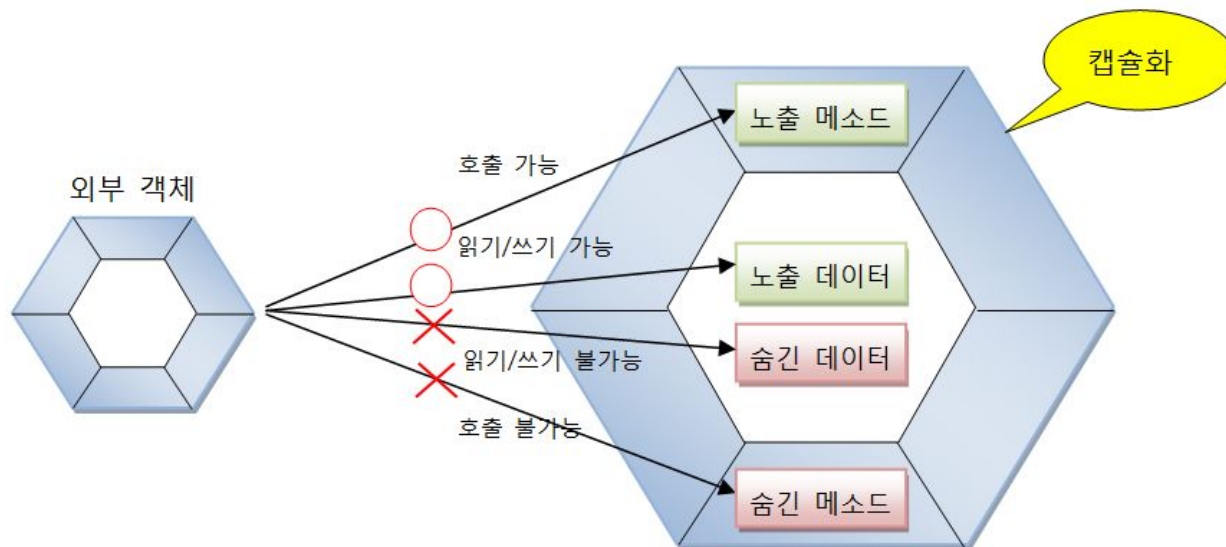 캡슐화
노출 메소드
호출 가능
외부 객체
읽기/쓰기 가능
노출 데이터
숨긴 데이터
읽기/쓰기 불가능
호출 불가능
숨긴 메소드